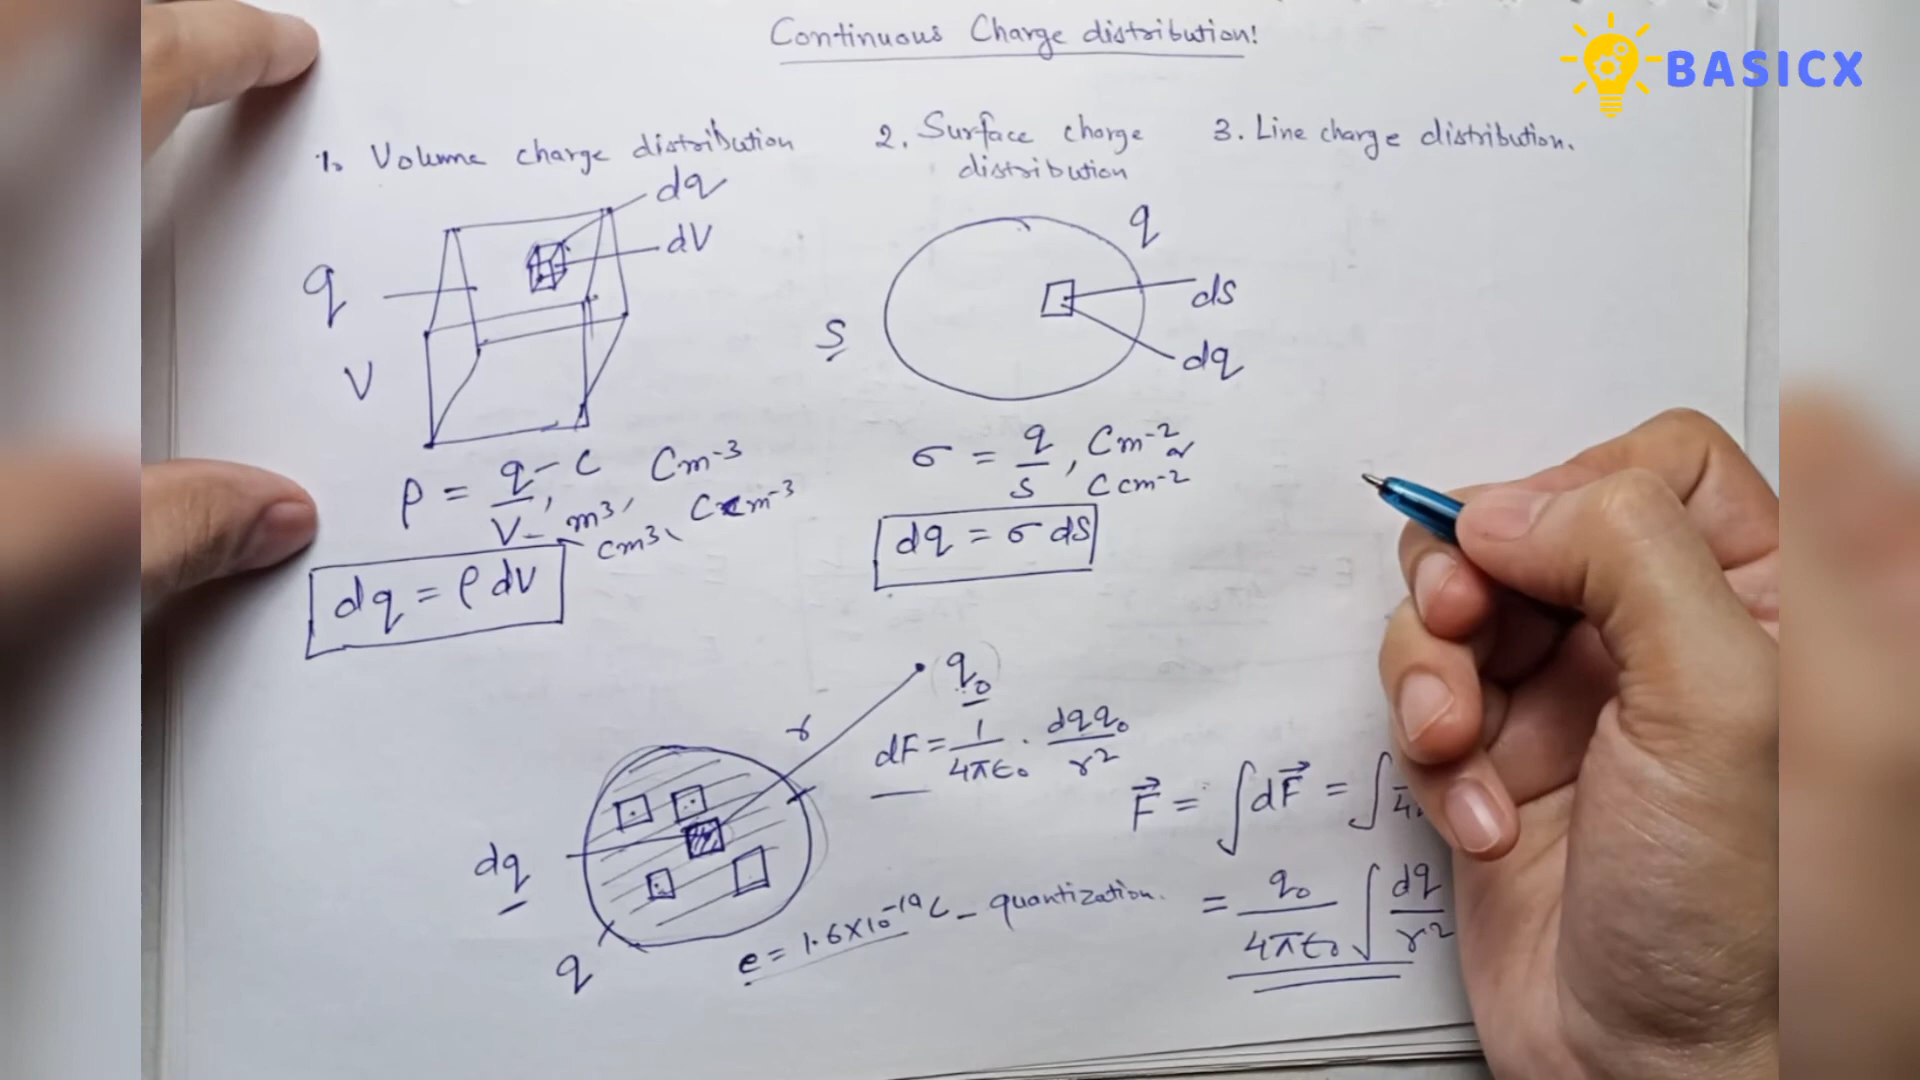 Continuous Charge distribution!
BASICX
1. Volume charge distribution
2. Surface charge
distribution
3. Line charge distribution.
dq
dV
q
V
q
ds
dq
S
ρ = q/V, - C - m³, cm³, Cm⁻³
C cm⁻³
dq = ρ dV
σ = q/S, Cm⁻² or
C cm⁻²
dq = σ ds
q₀
r
dF = 1/4πε₀ · dq q₀/r²
dq
q
F⃗ = ∫dF⃗ = ∫
= q₀/4πε₀ ∫ dq/r²
e = 1.6×10⁻¹⁹ C - quantization.